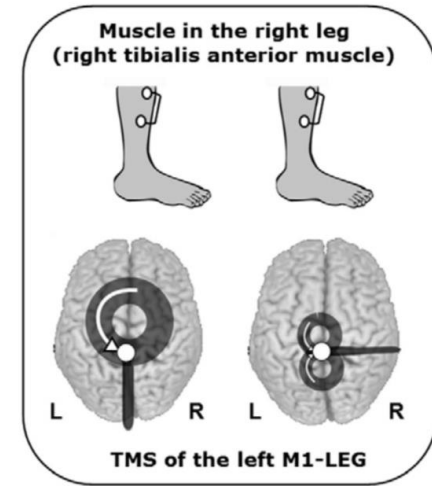 Muscle in the right leg
(right tibialis anterior muscle)
L R L R
TMS of the left M1-LEG